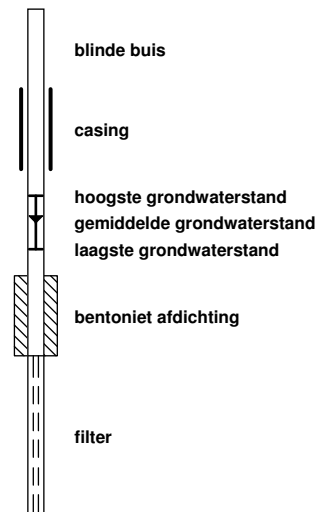 blinde buis
casing
hoogste grondwaterstand
gemiddelde grondwaterstand
laagste grondwaterstand
bentoniet afdichting
filter